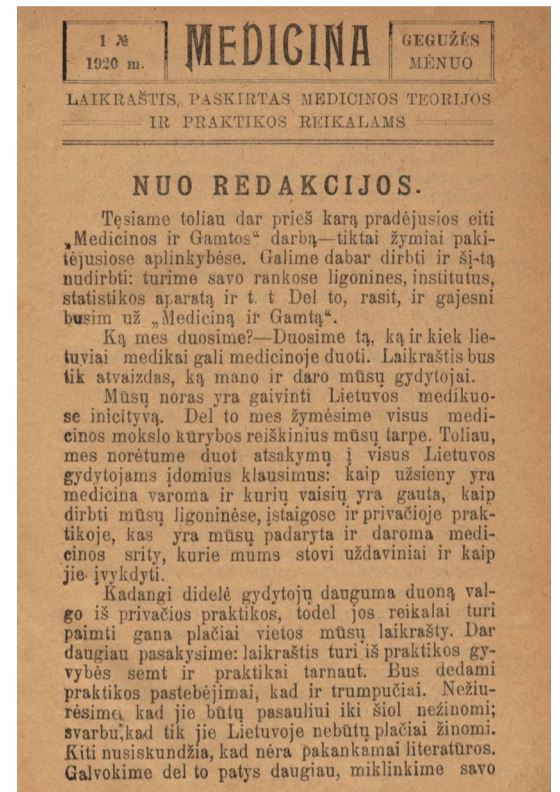 1 №
1920 m.
MEDICINA
GEGUŽĖS
MĖNUO
LAIKRAŠTIS, PASKIRTAS MEDICINOS TEORIJOS
IR PRAKTIKOS REIKALAMS
NUO REDAKCIJOS.
Tęsiame toliau dar prieš karą pradėjusios eiti
„Medicinos ir Gamtos“ darbą—tiktai žymiai paki-
tėjusiose aplinkybėse. Galime dabar dirbti ir šį-tą
nudirbti: turime savo rankose ligonines, institutus,
statistikos aparatą ir t. t Del to, rasit, ir gajesni
busim už „Mediciną ir Gamtą“.
Ką mes duosime?—Duosime tą, ką ir kiek lie-
tuviai medikai gali medicinoje duoti. Laikraštis bus
tik atvaizdas, ką mano ir daro mūsų gydytojai.
Mūsų noras yra gaivinti Lietuvos medikuo-
se inicityvą. Del to mes žymėsime visus medi-
cinos mokslo kūrybos reiškinius mūsų tarpe. Toliau,
mes norėtume duot atsakymų į visus Lietuvos
gydytojams įdomius klausimus: kaip užsieny yra
medicina varoma ir kurių vaisių yra gauta, kaip
dirbti mūsų ligoninėse, įstaigose ir privačioje prak-
tikoje, kas yra mūsų padaryta ir daroma medi-
cinos srity, kurie mums stovi uždaviniai ir kaip
jie įvykdyti.
Kadangi didelė gydytojų dauguma duoną val-
go iš privačios praktikos, todel jos reikalai turi
paimti gana plačiai vietos mūsų laikrašty. Dar
daugiau pasakysime: laikraštis turi iš praktikos gy-
vybės semt ir praktikai tarnaut. Bus dedami
praktikos pastebėjimai, kad ir trumpučiai. Nežiu-
rėsime, kad jie būtų pasauliui iki šiol nežinomi;
svarbu, kad tik jie Lietuvoje nebūtų plačiai žinomi.
Kiti nusiskundžia, kad nėra pakankamai literatūros.
Galvokime del to patys daugiau, miklinkime savo